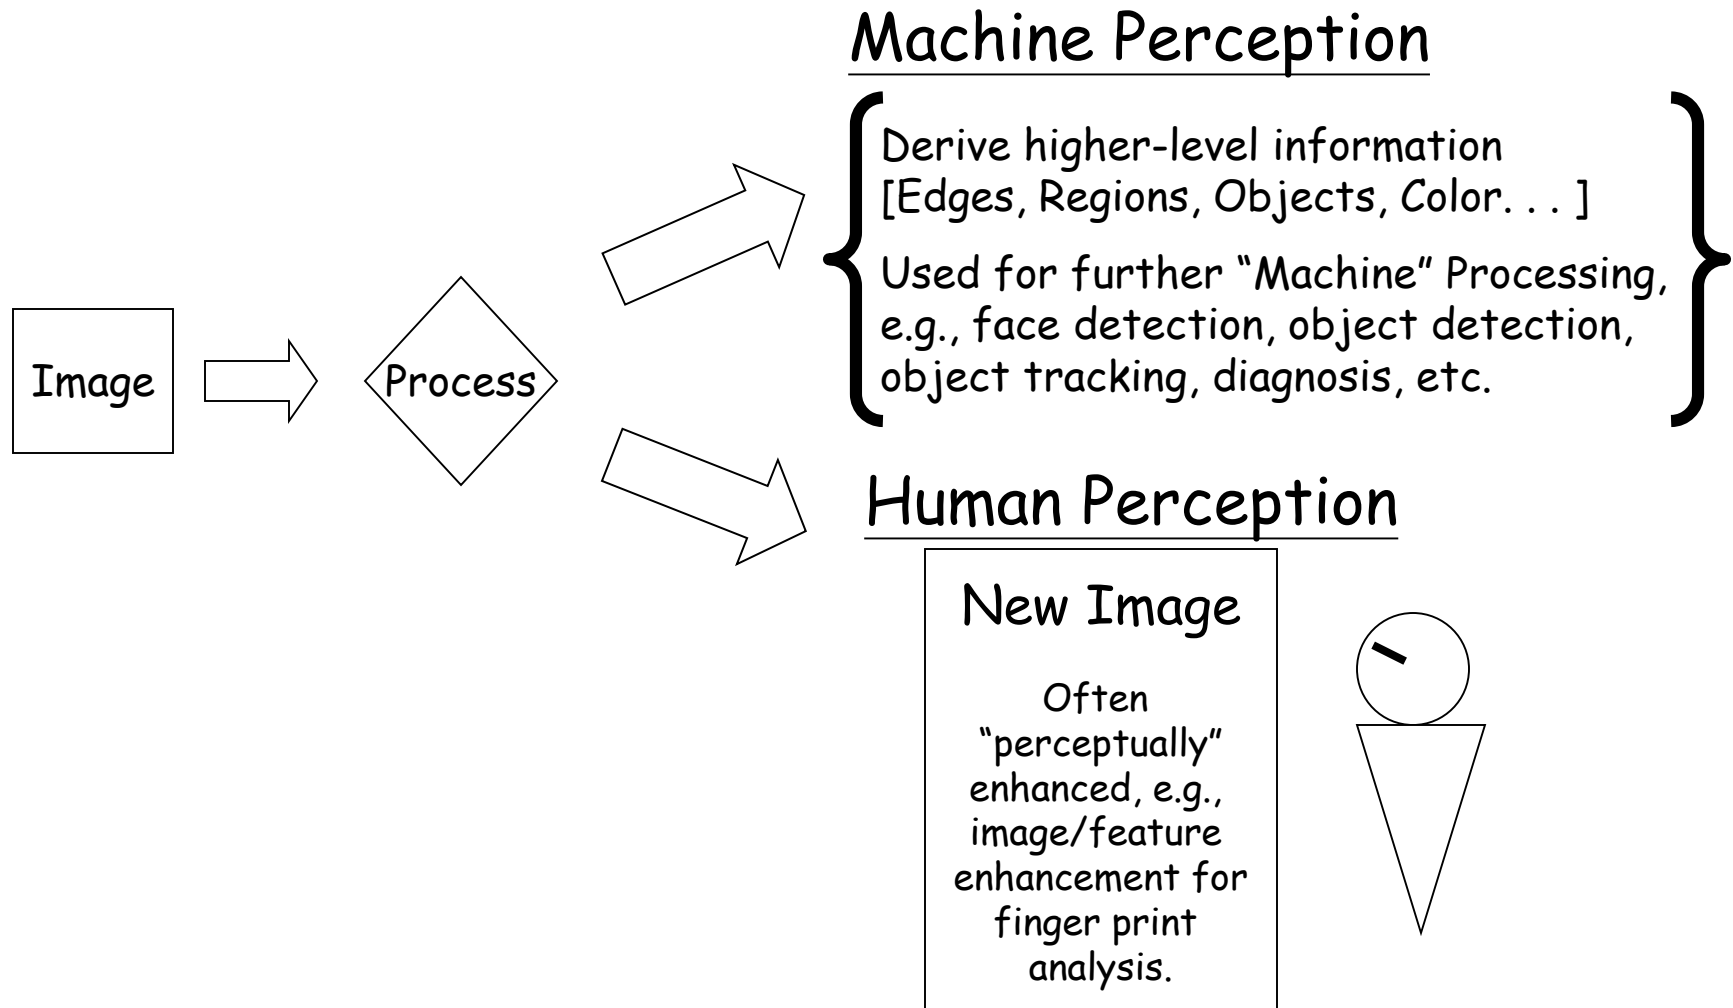 Machine Perception
Derive higher-level information
[Edges, Regions, Objects, Color. . . ]
Used for further “Machine” Processing,
e.g., face detection, object detection,
object tracking, diagnosis, etc.
Image
Process
Human Perception
New Image
Often
“perceptually”
enhanced, e.g.,
image/feature
enhancement for
finger print
analysis.